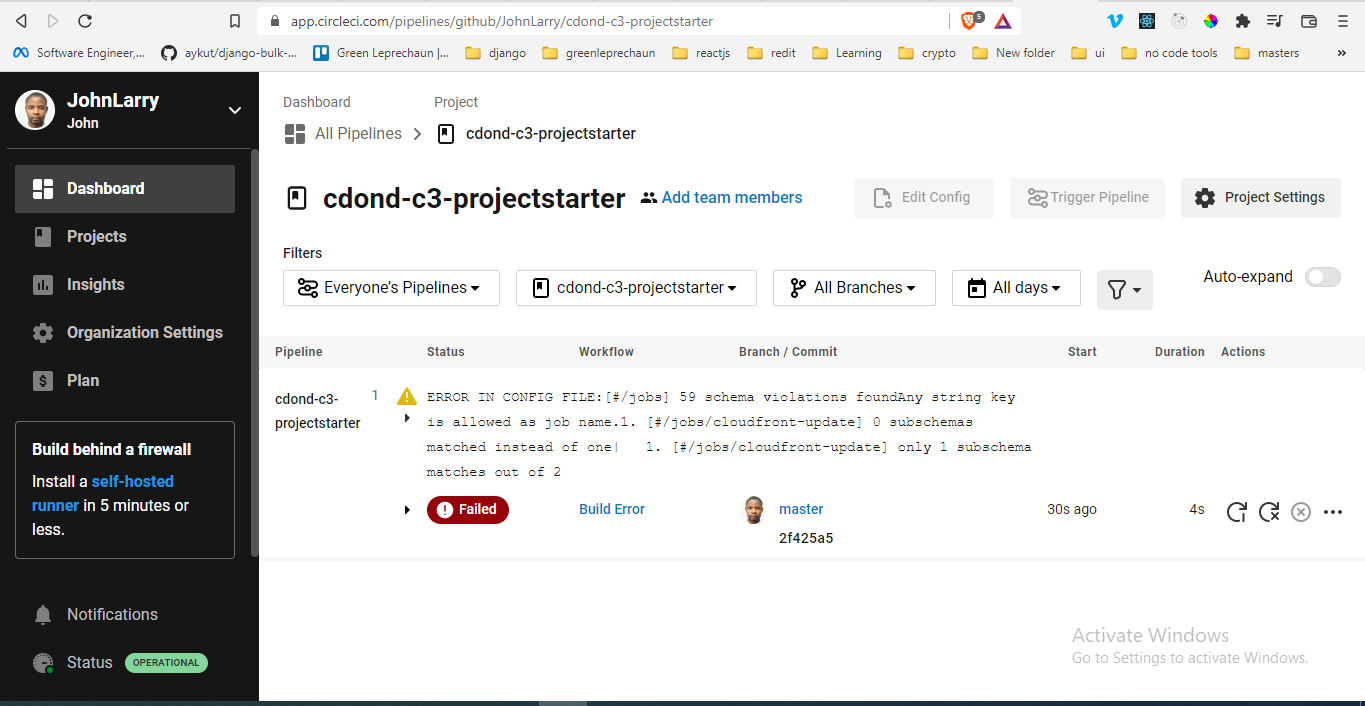 app.circleci.com/pipelines/github/JohnLarry/cdond-c3-projectstarter
5
Software Engineer,...
aykut/django-bulk-...
Green Leprechaun |...
django
greenleprechaun
reactjs
redit
Learning
crypto
New folder
ui
no code tools
masters
»
JohnLarry
John
Dashboard
Projects
Insights
Organization Settings
Plan
Build behind a firewall
Install a self-hosted
runner in 5 minutes or
less.
Notifications
Status OPERATIONAL
Dashboard Project
All Pipelines cdond-c3-projectstarter
cdond-c3-projectstarter Add team members Edit Config Trigger Pipeline Project Settings
Filters
Everyone's Pipelines cdond-c3-projectstarter All Branches All days Auto-expand
Pipeline Status Workflow Branch / Commit Start Duration Actions
cdond-c3-
projectstarter
1
ERROR IN CONFIG FILE:[#/jobs] 59 schema violations foundAny string key
is allowed as job name.1. [#/jobs/cloudfront-update] 0 subschemas
matched instead of one|   1. [#/jobs/cloudfront-update] only 1 subschema
matches out of 2
Failed Build Error master 30s ago 4s
2f425a5
Activate Windows
Go to Settings to activate Windows.